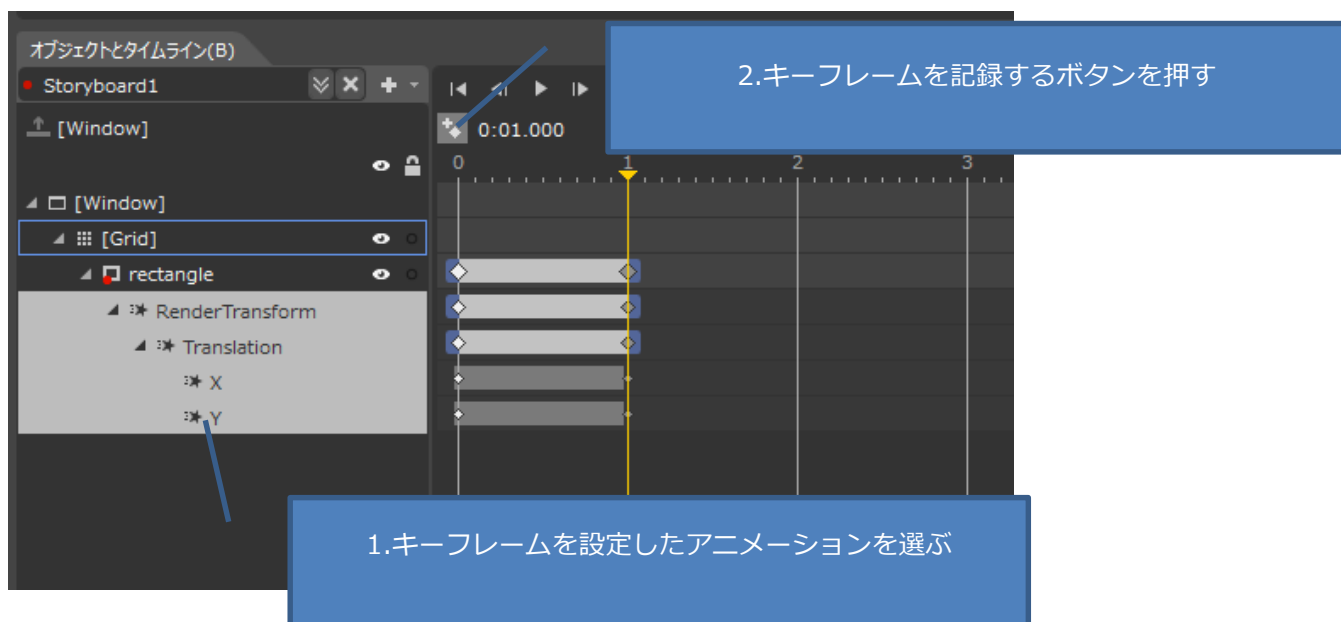 オブジェクトとタイムライン(B)
Storyboard1
2.キーフレームを記録するボタンを押す
[Window]
0:01.000
0 1 2 3
[Window]
[Grid]
rectangle
RenderTransform
Translation
X
Y
1.キーフレームを設定したアニメーションを選ぶ